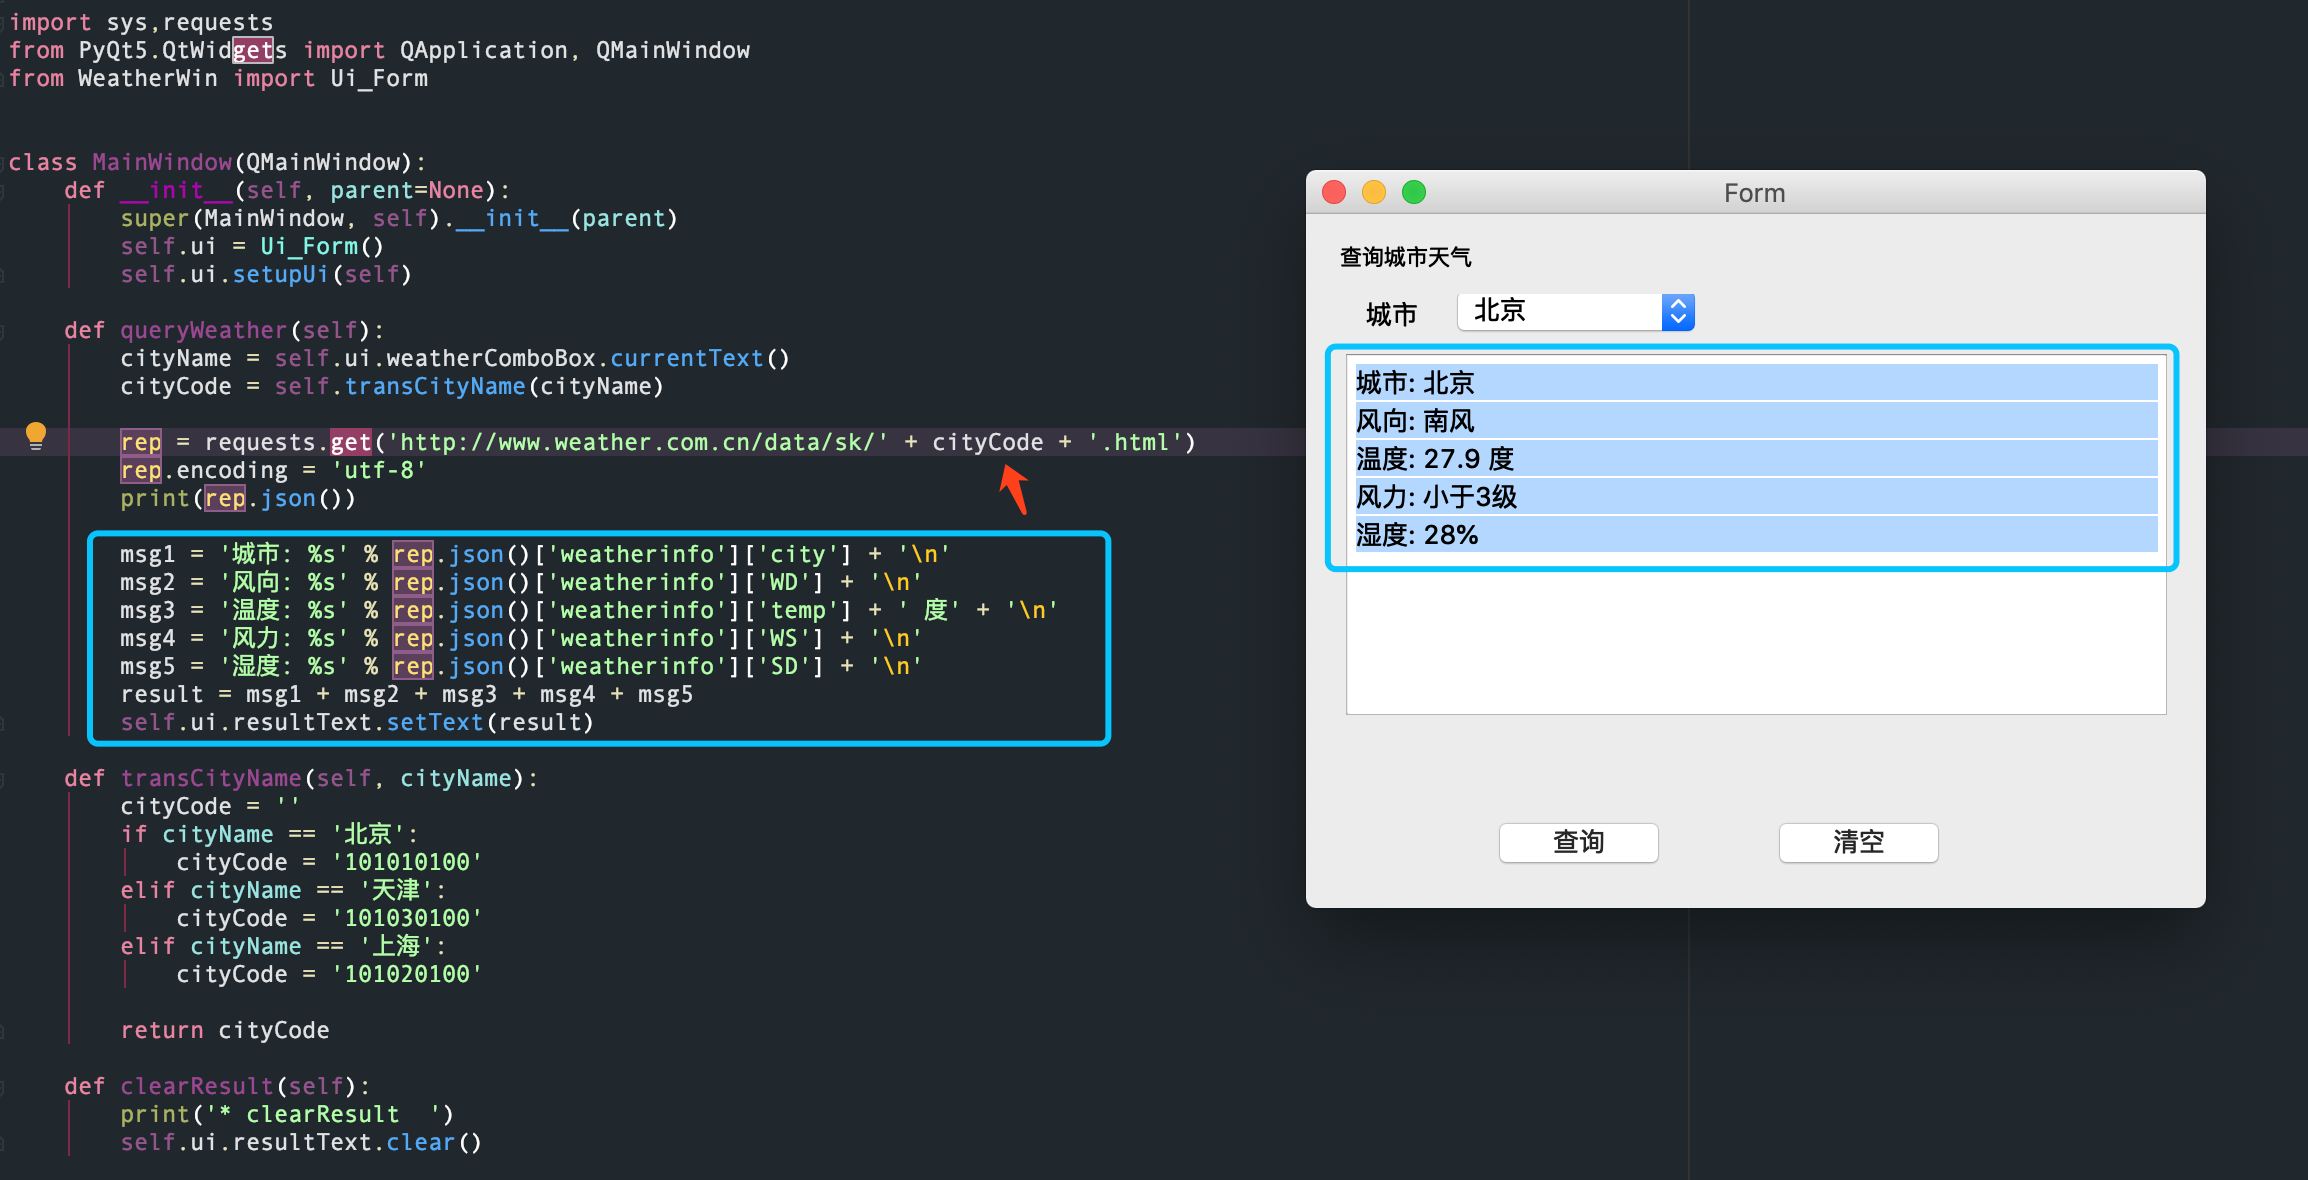 import sys,requests
from PyQt5.QtWidgets import QApplication, QMainWindow
from WeatherWin import Ui_Form
class MainWindow(QMainWindow):
    def __init__(self, parent=None):
        super(MainWindow, self).__init__(parent)
        self.ui = Ui_Form()
        self.ui.setupUi(self)
    def queryWeather(self):
        cityName = self.ui.weatherComboBox.currentText()
        cityCode = self.transCityName(cityName)
        rep = requests.get('http://www.weather.com.cn/data/sk/' + cityCode + '.html')
        rep.encoding = 'utf-8'
        print(rep.json())
        msg1 = '城市: %s' % rep.json()['weatherinfo']['city'] + '\n'
        msg2 = '风向: %s' % rep.json()['weatherinfo']['WD'] + '\n'
        msg3 = '温度: %s' % rep.json()['weatherinfo']['temp'] + ' 度' + '\n'
        msg4 = '风力: %s' % rep.json()['weatherinfo']['WS'] + '\n'
        msg5 = '湿度: %s' % rep.json()['weatherinfo']['SD'] + '\n'
        result = msg1 + msg2 + msg3 + msg4 + msg5
        self.ui.resultText.setText(result)
    def transCityName(self, cityName):
        cityCode = ''
        if cityName == '北京':
            cityCode = '101010100'
        elif cityName == '天津':
            cityCode = '101030100'
        elif cityName == '上海':
            cityCode = '101020100'
        return cityCode
    def clearResult(self):
        print('* clearResult  ')
        self.ui.resultText.clear()
Form
查询城市天气
城市 北京
城市: 北京
风向: 南风
温度: 27.9 度
风力: 小于3级
湿度: 28%
查询 清空